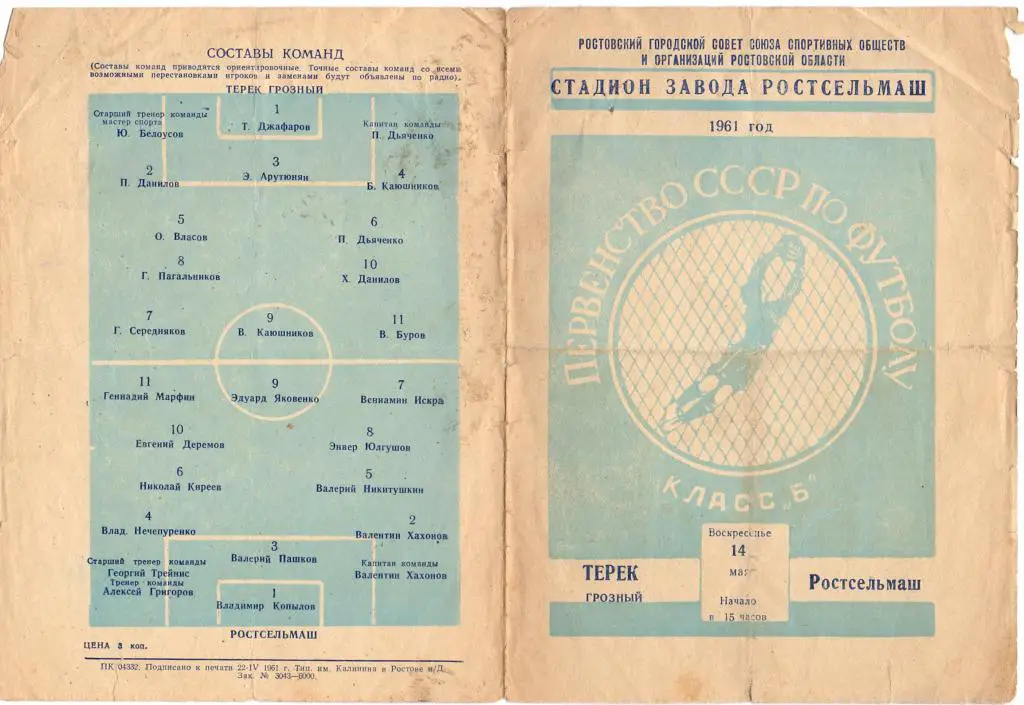 СОСТАВЫ КОМАНД
(Составы команд приводятся ориентировочные. Точные составы команд со всеми
возможными перестановками игроков и заменами будут объявлены по радио).
ТЕРЕК ГРОЗНЫЙ
Старший тренер команды
мастер спорта
Ю. Белоусов
1
Т. Джафаров
Капитан команды
П. Дьяченко
2
П. Данилов
3
Э. Арутюнян
4
Б. Каюшников
5
О. Власов
6
П. Дьяченко
8
Г. Пагальников
10
Х. Данилов
7
Г. Середняков
9
В. Каюшников
11
В. Буров
11
Геннадий Марфин
9
Эдуард Яковенко
7
Вениамин Искра
10
Евгений Деремов
8
Энвер Юлгушов
6
Николай Киреев
5
Валерий Никитушкин
4
Влад. Нечепуренко
2
Валентин Хахонов
3
Валерий Пашков
Старший тренер команды
Георгий Трейнис
Тренер команды
Алексей Григоров
Капитан команды
Валентин Хахонов
1
Владимир Копылов
РОСТСЕЛЬМАШ
ЦЕНА 3 коп.
ПК 04332. Подписано к печати 22-IV 1961 г. Тип. им. Калинина в Ростове н/Д.
Зак. № 3043—6000.
РОСТОВСКИЙ ГОРОДСКОЙ СОВЕТ СОЮЗА СПОРТИВНЫХ ОБЩЕСТВ
И ОРГАНИЗАЦИЙ РОСТОВСКОЙ ОБЛАСТИ
СТАДИОН ЗАВОДА РОСТСЕЛЬМАШ
1961 год
ПЕРВЕНСТВО СССР ПО ФУТБОЛУ
КЛАСС „Б"
Воскресенье
14
мая
Начало
в 15 часов
ТЕРЕК
ГРОЗНЫЙ
Ростсельмаш